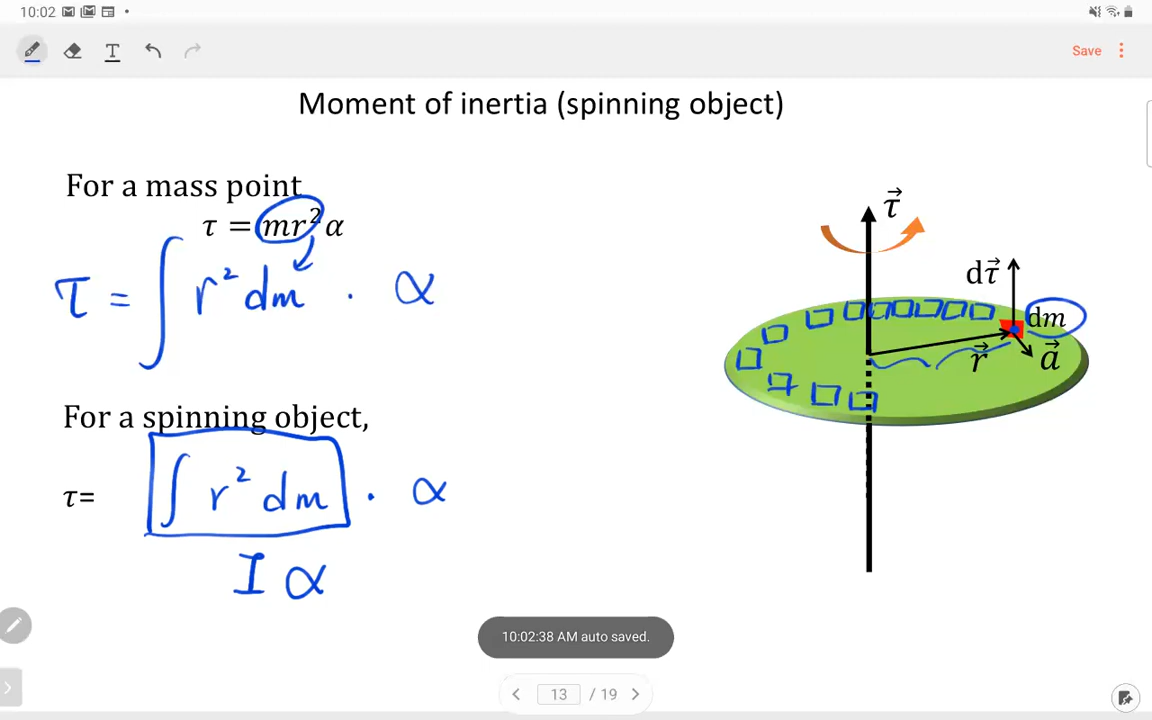 10:02
T
Save
Moment of inertia (spinning object)
For a mass point
τ = mr²α
τ = ∫ r² dm · α
For a spinning object,
τ= ∫ r² dm · α
I α
τ⃗
dτ⃗
dm
r⃗
a⃗
10:02:38 AM auto saved.
13 / 19